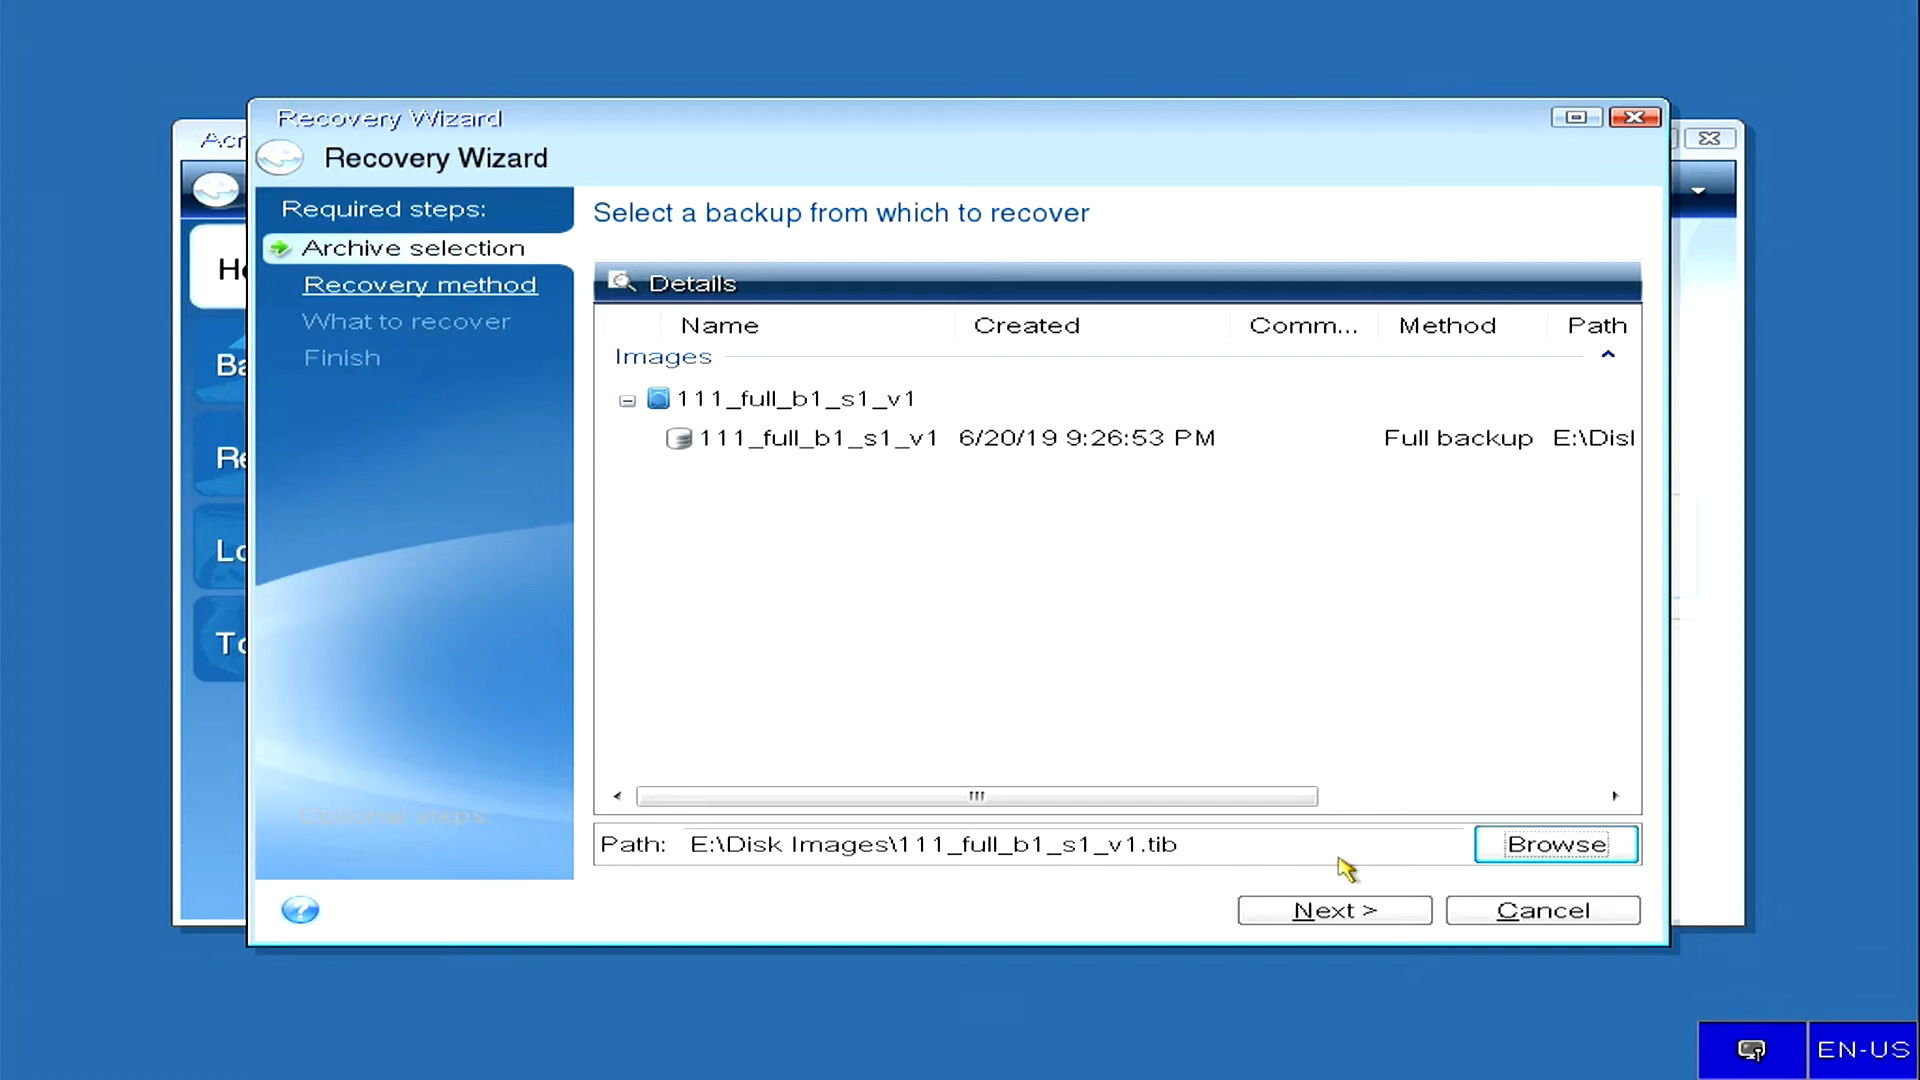 Recovery Wizard
Recovery Wizard
Required steps:
Archive selection
Recovery method
What to recover
Finish
Optional steps:
Select a backup from which to recover
Details
Name Created Comm... Method Path
Images
111_full_b1_s1_v1
111_full_b1_s1_v1 6/20/19 9:26:53 PM Full backup E:\Disl
Path: E:\Disk Images\111_full_b1_s1_v1.tib Browse
Next > Cancel
EN-US